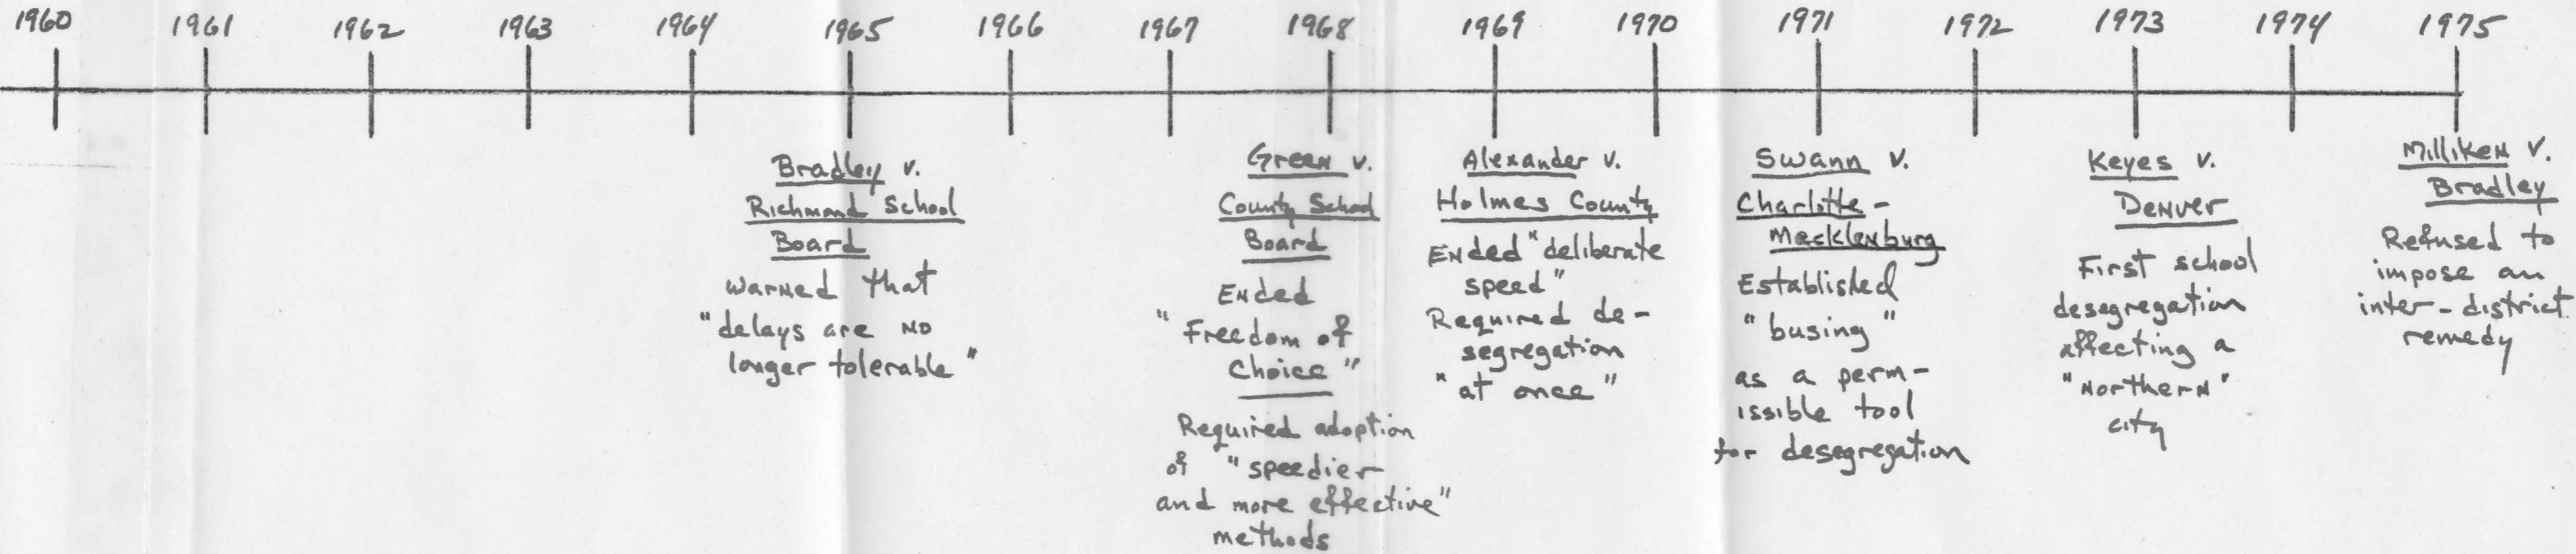 1960 1961 1962 1963 1964 1965 1966 1967 1968 1969 1970 1971 1972 1973 1974 1975
Bradley v.
Richmond School
Board
warned that
"delays are no
longer tolerable"
Green v.
County School
Board
Ended
"Freedom of
Choice"
Required adoption
of "speedier
and more effective"
methods
Alexander v.
Holmes County
Ended "deliberate
speed"
Required de-
segregation
"at once"
Swann v.
Charlotte-
Mecklenburg
Established
"busing"
as a perm-
issible tool
for desegregation
Keyes v.
Denver
First school
desegregation
affecting a
"Northern"
city
Milliken v.
Bradley
Refused to
impose an
inter-district
remedy